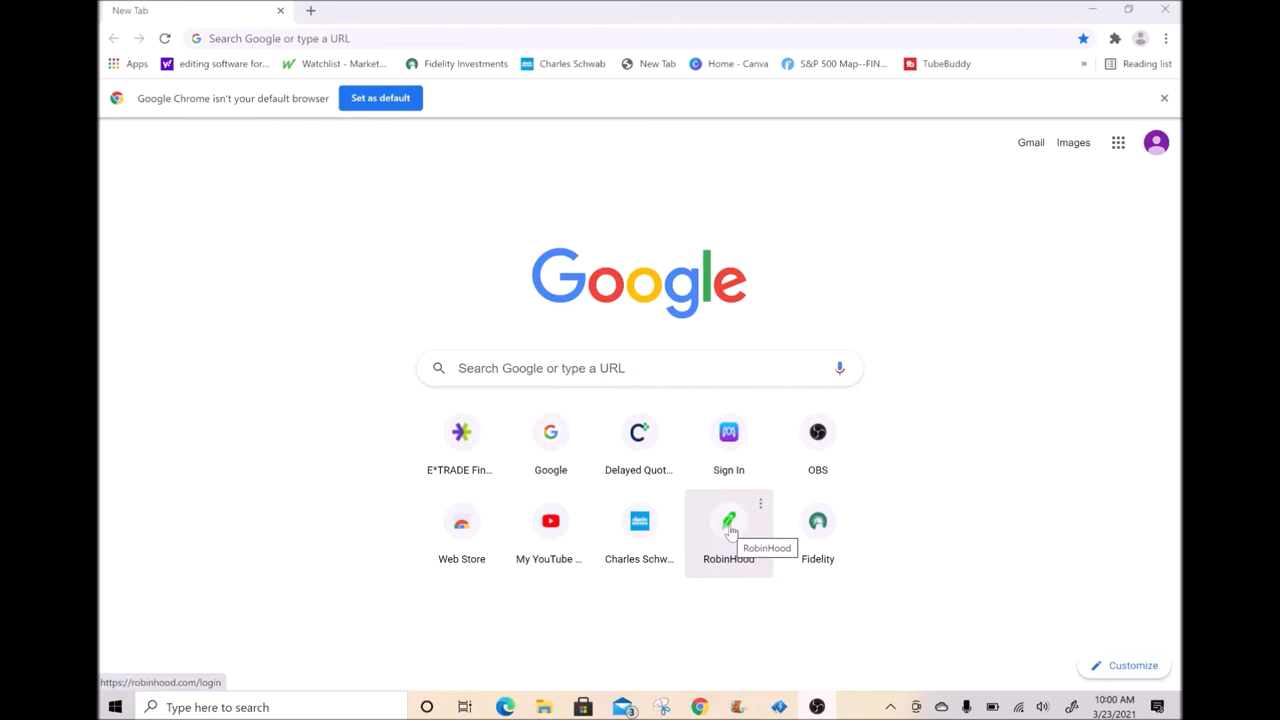 New Tab
Search Google or type a URL
Apps editing software for... Watchlist - Market... Fidelity Investments Charles Schwab New Tab Home - Canva S&P 500 Map--FIN... TubeBuddy » Reading list
Google Chrome isn't your default browser Set as default
Gmail Images
Google
Search Google or type a URL
E*TRADE Fin... Google Delayed Quot... Sign In OBS
RobinHood
Web Store My YouTube ... Charles Schw... RobinHood Fidelity
Customize
https://robinhood.com/login
Type here to search
3
10:00 AM
3/23/2021